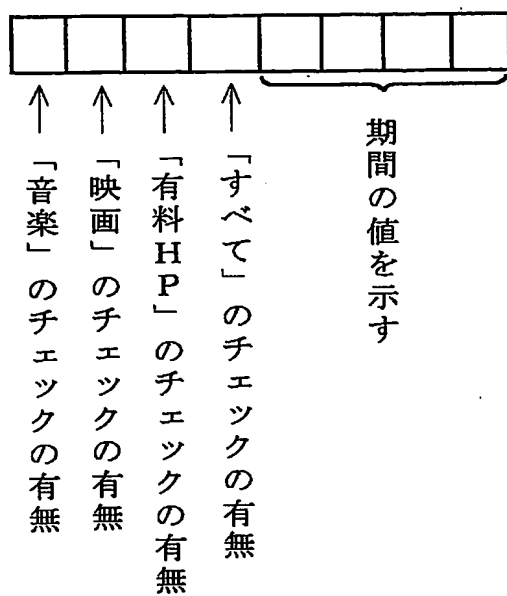 「音楽」のチェックの有無
「映画」のチェックの有無
「有料HP」のチェックの有無
「すべて」のチェックの有無
期間の値を示す